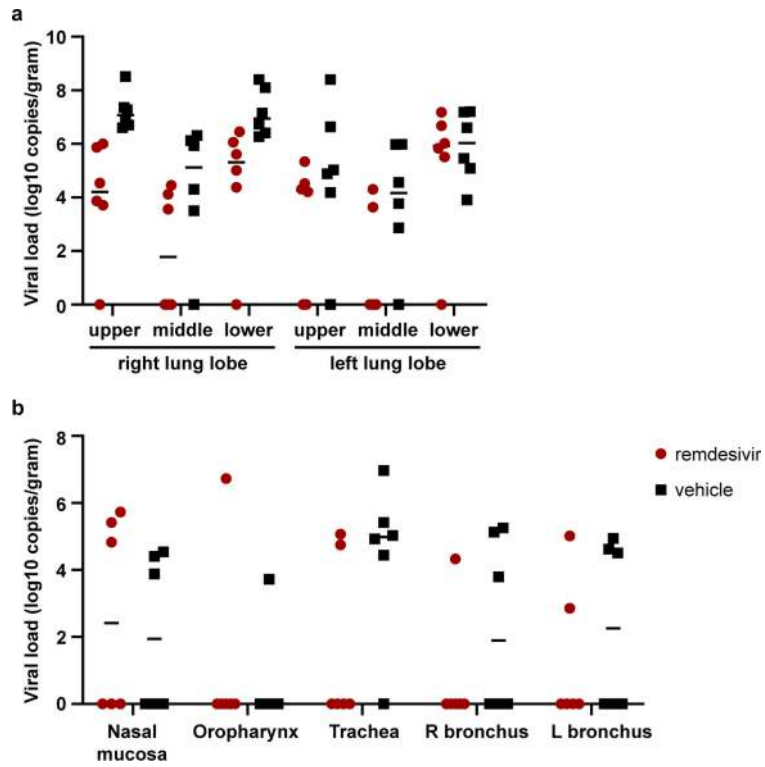 a
Viral load (log10 copies/gram)
10
8
6
4
2
0
upper middle lower upper middle lower
right lung lobe left lung lobe
b
Viral load (log10 copies/gram)
8
6
4
2
0
Nasal mucosa Oropharynx Trachea R bronchus L bronchus
remdesivir
vehicle